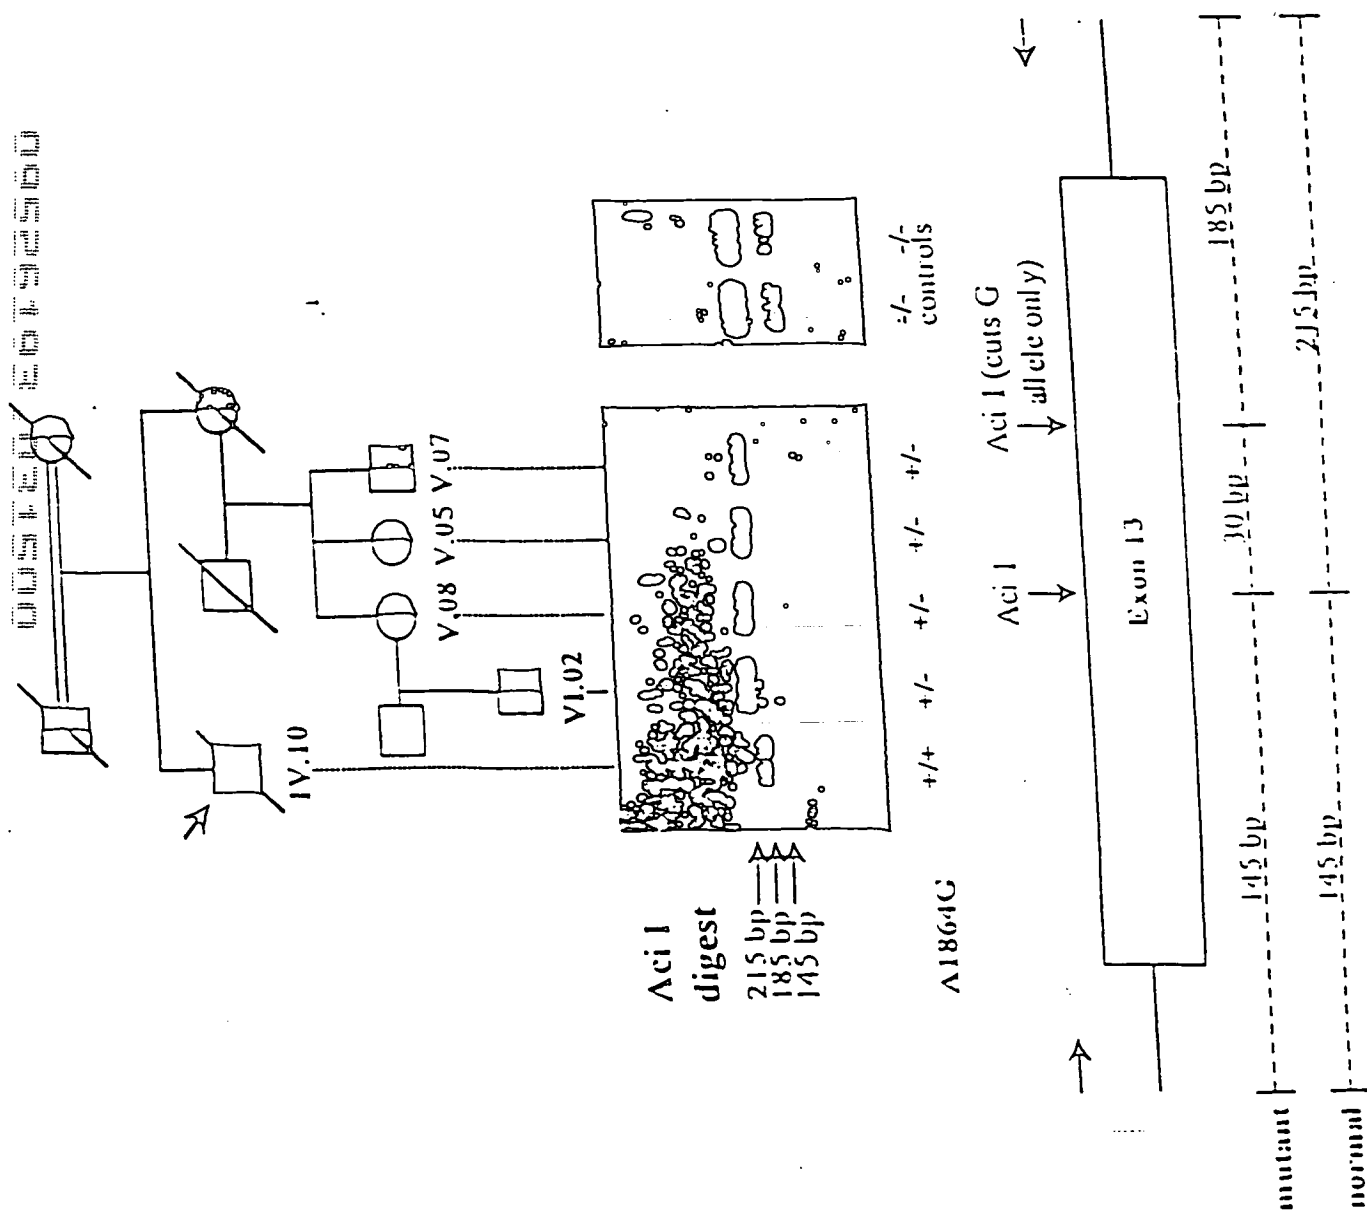 IV.10
VI.02
V.08
V.05
V.07
Aci I
digest
215 bp
185 bp
145 bp
A1864G
+/+
+/-
+/-
+/-
+/-
-/-
-/-
controls
Aci I
Aci I (cuts G
allele only)
Exon 13
mutant
145 bp
30 bp
185 bp
normal
145 bp
215 bp